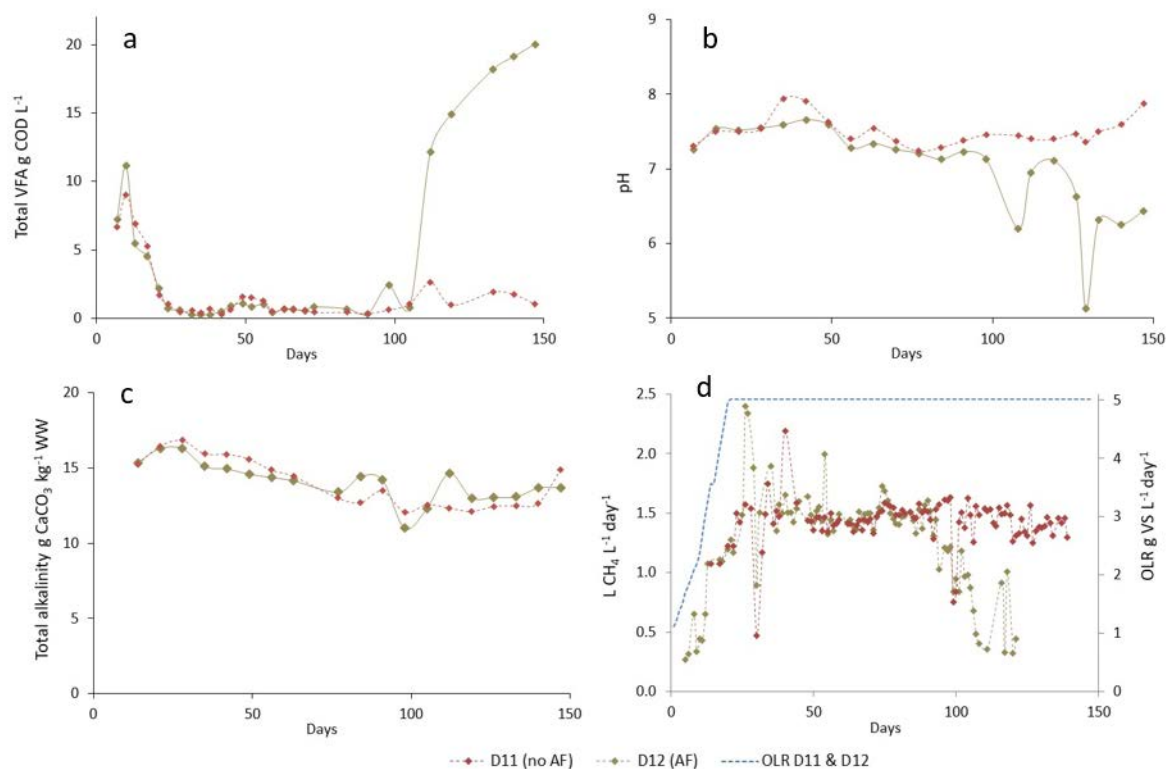 a
Total VFA g COD L⁻¹
20
15
10
5
0
0 50 100 150
Days
b
pH
9
8
7
6
5
0 50 100 150
Days
c
Total alkalinity g CaCO₃ kg⁻¹ WW
20
15
10
5
0
0 50 100 150
Days
d
L CH₄ L⁻¹ day⁻¹
2.5
2.0
1.5
1.0
0.5
0.0
0 50 100 150
Days
5
4
3
2
1
0
OLR g VS L⁻¹ day⁻¹
D11 (no AF) D12 (AF) OLR D11 & D12